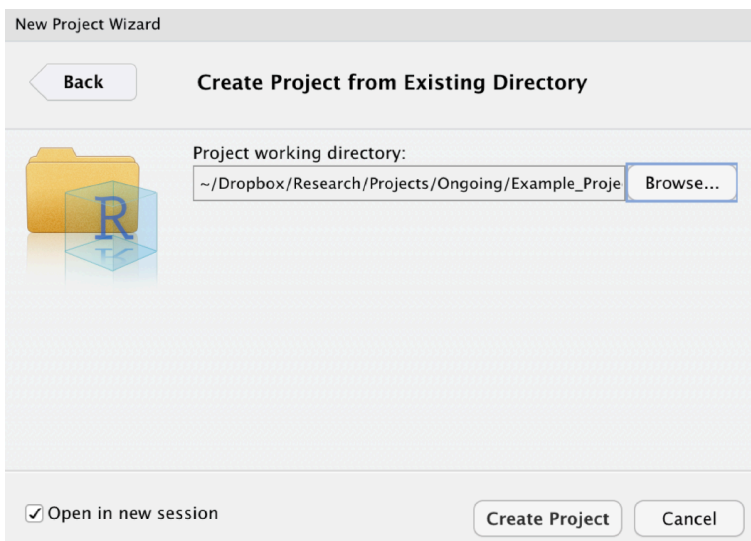 New Project Wizard
Back
Create Project from Existing Directory
Project working directory:
~/Dropbox/Research/Projects/Ongoing/Example_Proje
Browse...
R
Open in new session
Create Project
Cancel